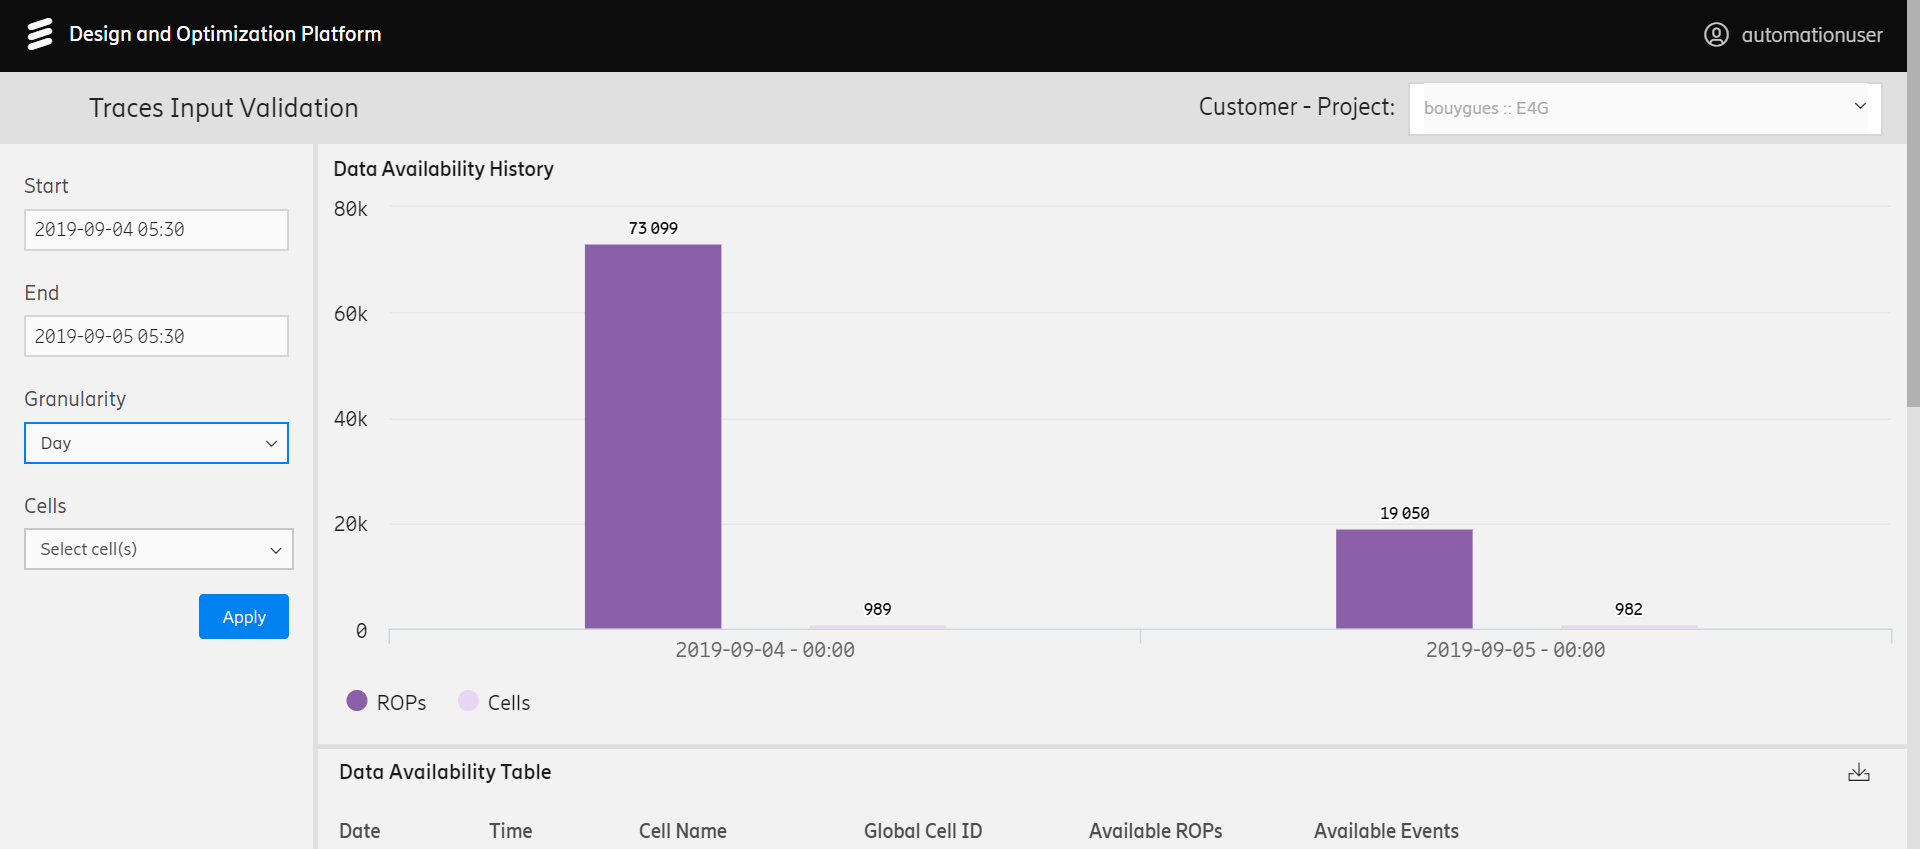 Design and Optimization Platform
automationuser
Traces Input Validation
Customer - Project:
bouygues :: E4G
Start
2019-09-04 05:30
End
2019-09-05 05:30
Granularity
Day
Cells
Select cell(s)
Apply
Data Availability History
80k
60k
40k
20k
0
73 099
989
19 050
982
2019-09-04 - 00:00
2019-09-05 - 00:00
ROPs
Cells
Data Availability Table
Date Time Cell Name Global Cell ID Available ROPs Available Events